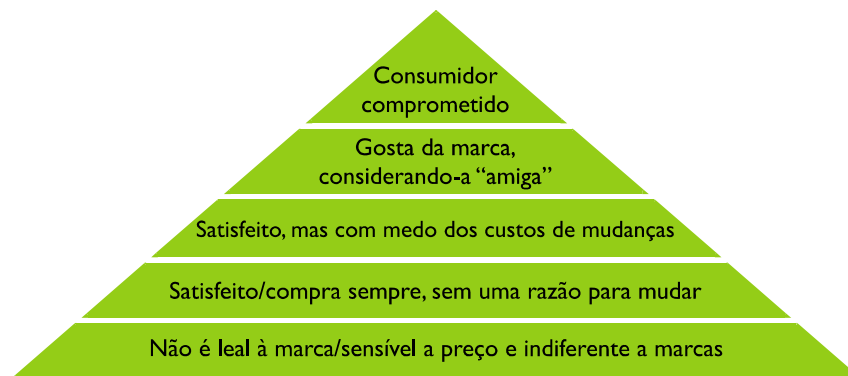 Consumidor
comprometido
Gosta da marca,
considerando-a “amiga”
Satisfeito, mas com medo dos custos de mudanças
Satisfeito/compra sempre, sem uma razão para mudar
Não é leal à marca/sensível a preço e indiferente a marcas